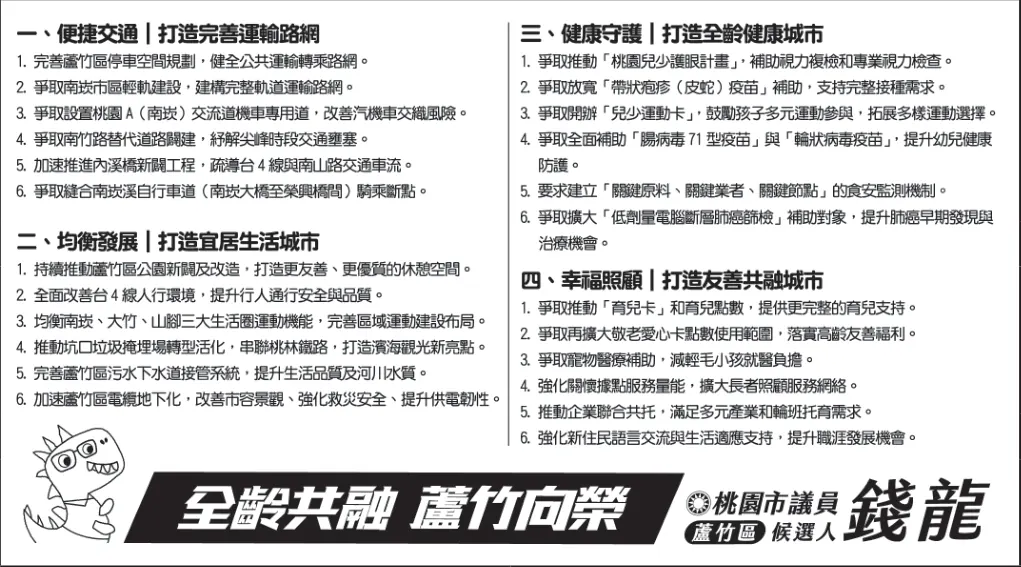 一、便捷交通｜打造完善運輸路網
1. 完善蘆竹區停車空間規劃，健全公共運輸轉乘路網。
2. 爭取南崁市區輕軌建設，建構完整軌道運輸路網。
3. 爭取設置桃園A（南崁）交流道機車專用道，改善汽機車交織風險。
4. 爭取南竹路替代道路闢建，紓解尖峰時段交通壅塞。
5. 加速推進內溪橋新闢工程，疏導台4線與南山路交通車流。
6. 爭取縫合南崁溪自行車道（南崁大橋至榮興橋間）騎乘斷點。
二、均衡發展｜打造宜居生活城市
1. 持續推動蘆竹區公園新闢及改造，打造更友善、更優質的休憩空間。
2. 全面改善台4線人行環境，提升行人通行安全與品質。
3. 均衡南崁、大竹、山腳三大生活圈運動機能，完善區域運動建設布局。
4. 推動坑口垃圾掩埋場轉型活化，串聯桃林鐵路，打造濱海觀光新亮點。
5. 完善蘆竹區污水下水道接管系統，提升生活品質及河川水質。
6. 加速蘆竹區電纜地下化，改善市容景觀、強化救災安全、提升供電韌性。
三、健康守護｜打造全齡健康城市
1. 爭取推動「桃園兒少護眼計畫」，補助視力複檢和專業視力檢查。
2. 爭取放寬「帶狀疱疹（皮蛇）疫苗」補助，支持完整接種需求。
3. 爭取開辦「兒少運動卡」，鼓勵孩子多元運動參與，拓展多樣運動選擇。
4. 爭取全面補助「腸病毒71型疫苗」與「輪狀病毒疫苗」，提升幼兒健康
防護。
5. 要求建立「關鍵原料、關鍵業者、關鍵節點」的食安監測機制。
6. 爭取擴大「低劑量電腦斷層肺癌篩檢」補助對象，提升肺癌早期發現與
治療機會。
四、幸福照顧｜打造友善共融城市
1. 爭取推動「育兒卡」和育兒點數，提供更完整的育兒支持。
2. 爭取再擴大敬老愛心卡點數使用範圍，落實高齡友善福利。
3. 爭取寵物醫療補助，減輕毛小孩就醫負擔。
4. 強化關懷據點服務量能，擴大長者照顧服務網絡。
5. 推動企業聯合共托，滿足多元產業和輪班托育需求。
6. 強化新住民語言交流與生活適應支持，提升職涯發展機會。
全齡共融 蘆竹向榮
桃園市議員
蘆竹區 候選人
錢龍